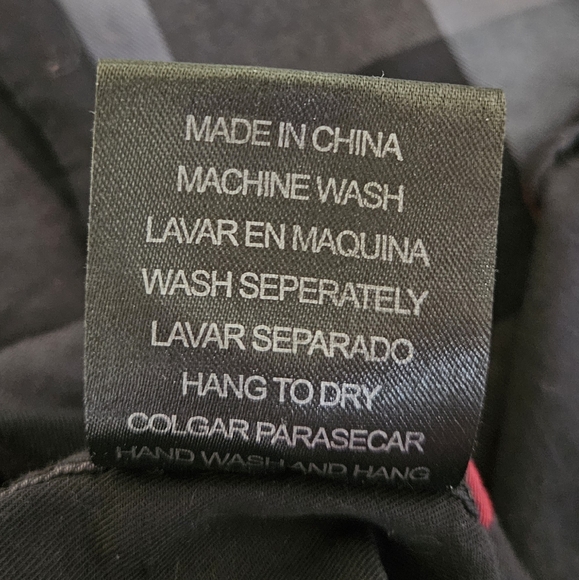 MADE IN CHINA
MACHINE WASH
LAVAR EN MAQUINA
WASH SEPERATELY
LAVAR SEPARADO
HANG TO DRY
COLGAR PARASECAR
HAND WASH AND HANG